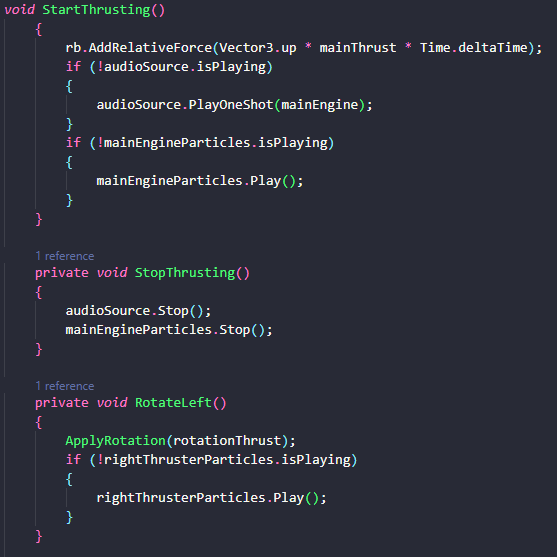 void StartThrusting()
{
rb.AddRelativeForce(Vector3.up * mainThrust * Time.deltaTime);
if (!audioSource.isPlaying)
{
audioSource.PlayOneShot(mainEngine);
}
if (!mainEngineParticles.isPlaying)
{
mainEngineParticles.Play();
}
}
1 reference
private void StopThrusting()
{
audioSource.Stop();
mainEngineParticles.Stop();
}
1 reference
private void RotateLeft()
{
ApplyRotation(rotationThrust);
if (!rightThrusterParticles.isPlaying)
{
rightThrusterParticles.Play();
}
}